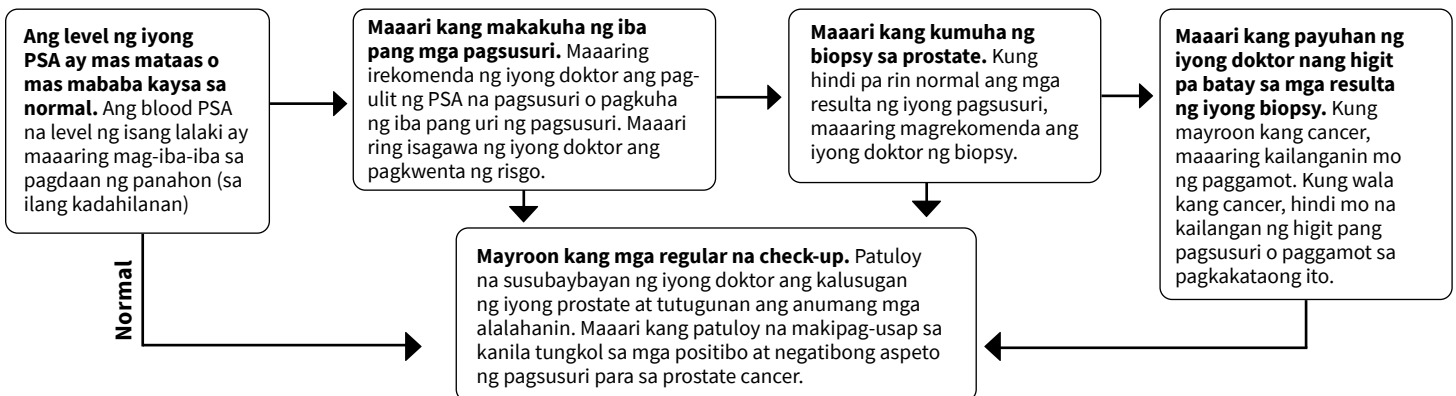 Ang level ng iyong
PSA ay mas mataas o
mas mababa kaysa sa
normal. Ang blood PSA
na level ng isang lalaki ay
maaaring mag-iba-iba sa
pagdaan ng panahon (sa
ilang kadahilanan)
Maaari kang makakuha ng iba
pang mga pagsusuri. Maaaring
irekomenda ng iyong doktor ang pag-
ulit ng PSA na pagsusuri o pagkuha
ng iba pang uri ng pagsusuri. Maaari
ring isagawa ng iyong doktor ang
pagkwenta ng risgo.
Maaari kang kumuha ng
biopsy sa prostate. Kung
hindi pa rin normal ang mga
resulta ng iyong pagsusuri,
maaaring magrekomenda ang
iyong doktor ng biopsy.
Maaari kang payuhan ng
iyong doktor nang higit
pa batay sa mga resulta
ng iyong biopsy. Kung
mayroon kang cancer,
maaaring kailanganin mo
ng paggamot. Kung wala
kang cancer, hindi mo na
kailangan ng higit pang
pagsusuri o paggamot sa
pagkakataong ito.
Normal
Mayroon kang mga regular na check-up. Patuloy
na susubaybayan ng iyong doktor ang kalusugan
ng iyong prostate at tutugunan ang anumang mga
alalahanin. Maaari kang patuloy na makipag-usap sa
kanila tungkol sa mga positibo at negatibong aspeto
ng pagsusuri para sa prostate cancer.